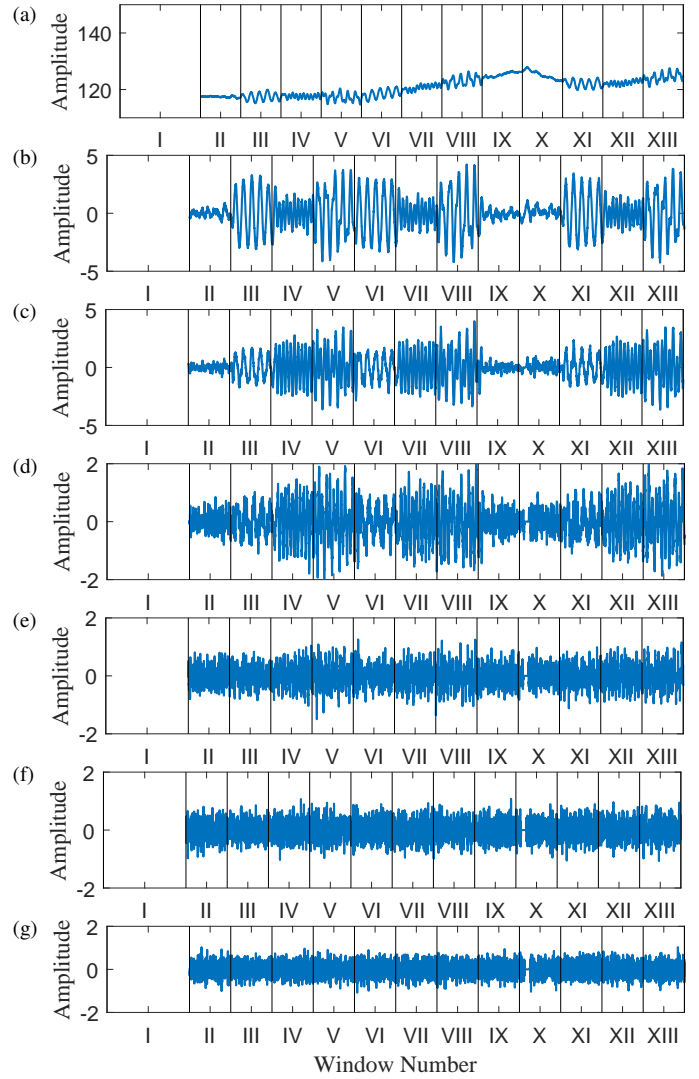 (a)
Amplitude
140
120
I II III IV V VI VII VIII IX X XI XII XIII
(b)
Amplitude
5
0
-5
I II III IV V VI VII VIII IX X XI XII XIII
(c)
Amplitude
5
0
-5
I II III IV V VI VII VIII IX X XI XII XIII
(d)
Amplitude
2
0
-2
I II III IV V VI VII VIII IX X XI XII XIII
(e)
Amplitude
2
0
-2
I II III IV V VI VII VIII IX X XI XII XIII
(f)
Amplitude
2
0
-2
I II III IV V VI VII VIII IX X XI XII XIII
(g)
Amplitude
2
0
-2
I II III IV V VI VII VIII IX X XI XII XIII
Window Number